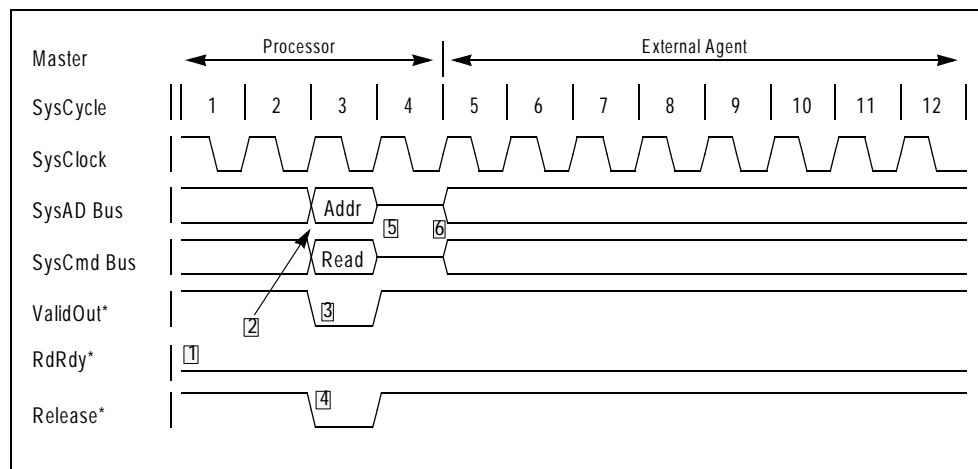 Processor External Agent
Master
SysCycle 1 2 3 4 5 6 7 8 9 10 11 12
SysClock
SysAD Bus Addr
5 6
SysCmd Bus Read
ValidOut* 3
2
RdRdy* 1
Release* 4